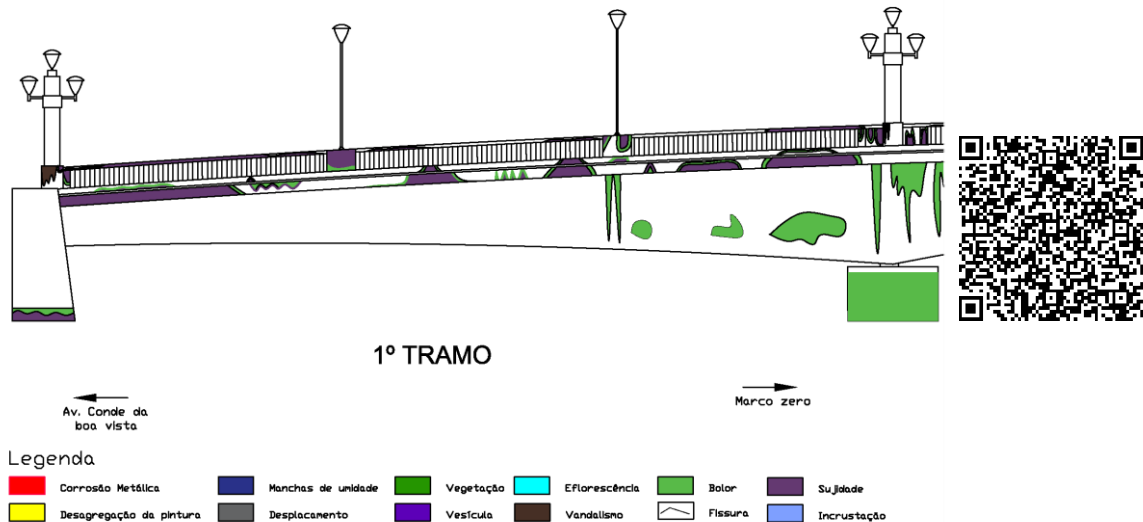 1º TRAMO
Av. Conde da
boa vista
Marco zero
Legenda
Corrosão Metálica
Manchas de umidade
Vegetação
Eflorescência
Bolor
Sujidade
Desagregação da pintura
Desplacamento
Vesícula
Vandalismo
Fissura
Incrustação